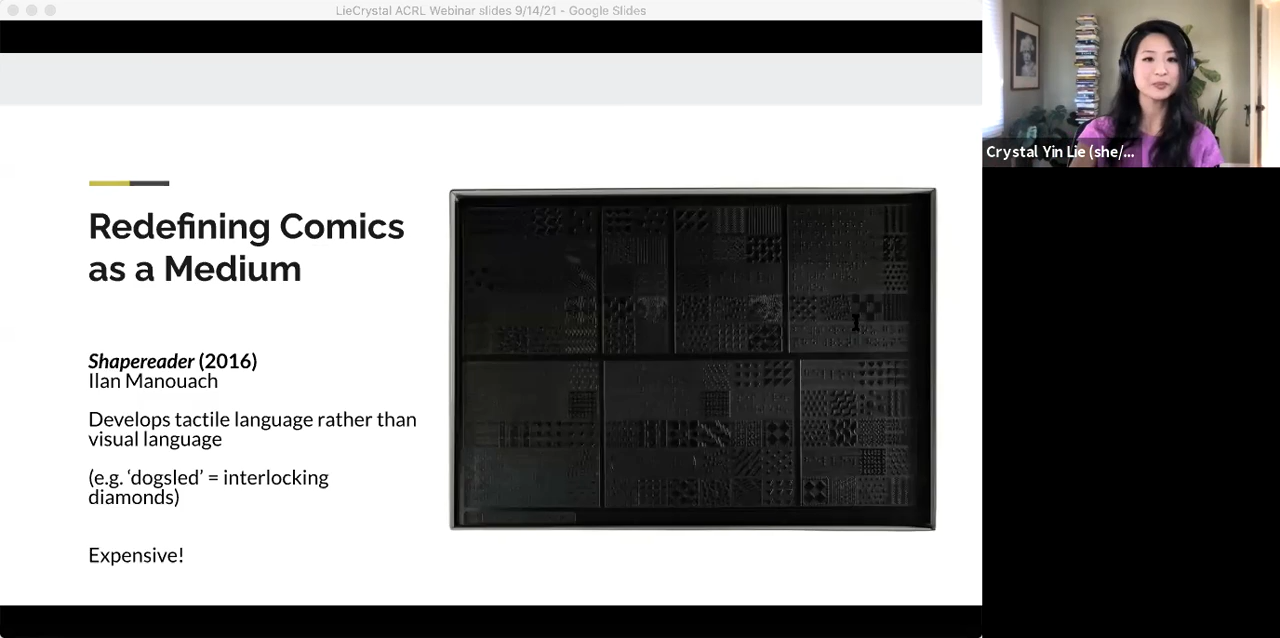 LieCrystal ACRL Webinar slides 9/14/21 - Google Slides
Redefining Comics
as a Medium
Shapereader (2016)
Ilan Manouach
Develops tactile language rather than
visual language
(e.g. ‘dogsled’ = interlocking
diamonds)
Expensive!
Crystal Yin Lie (she/...